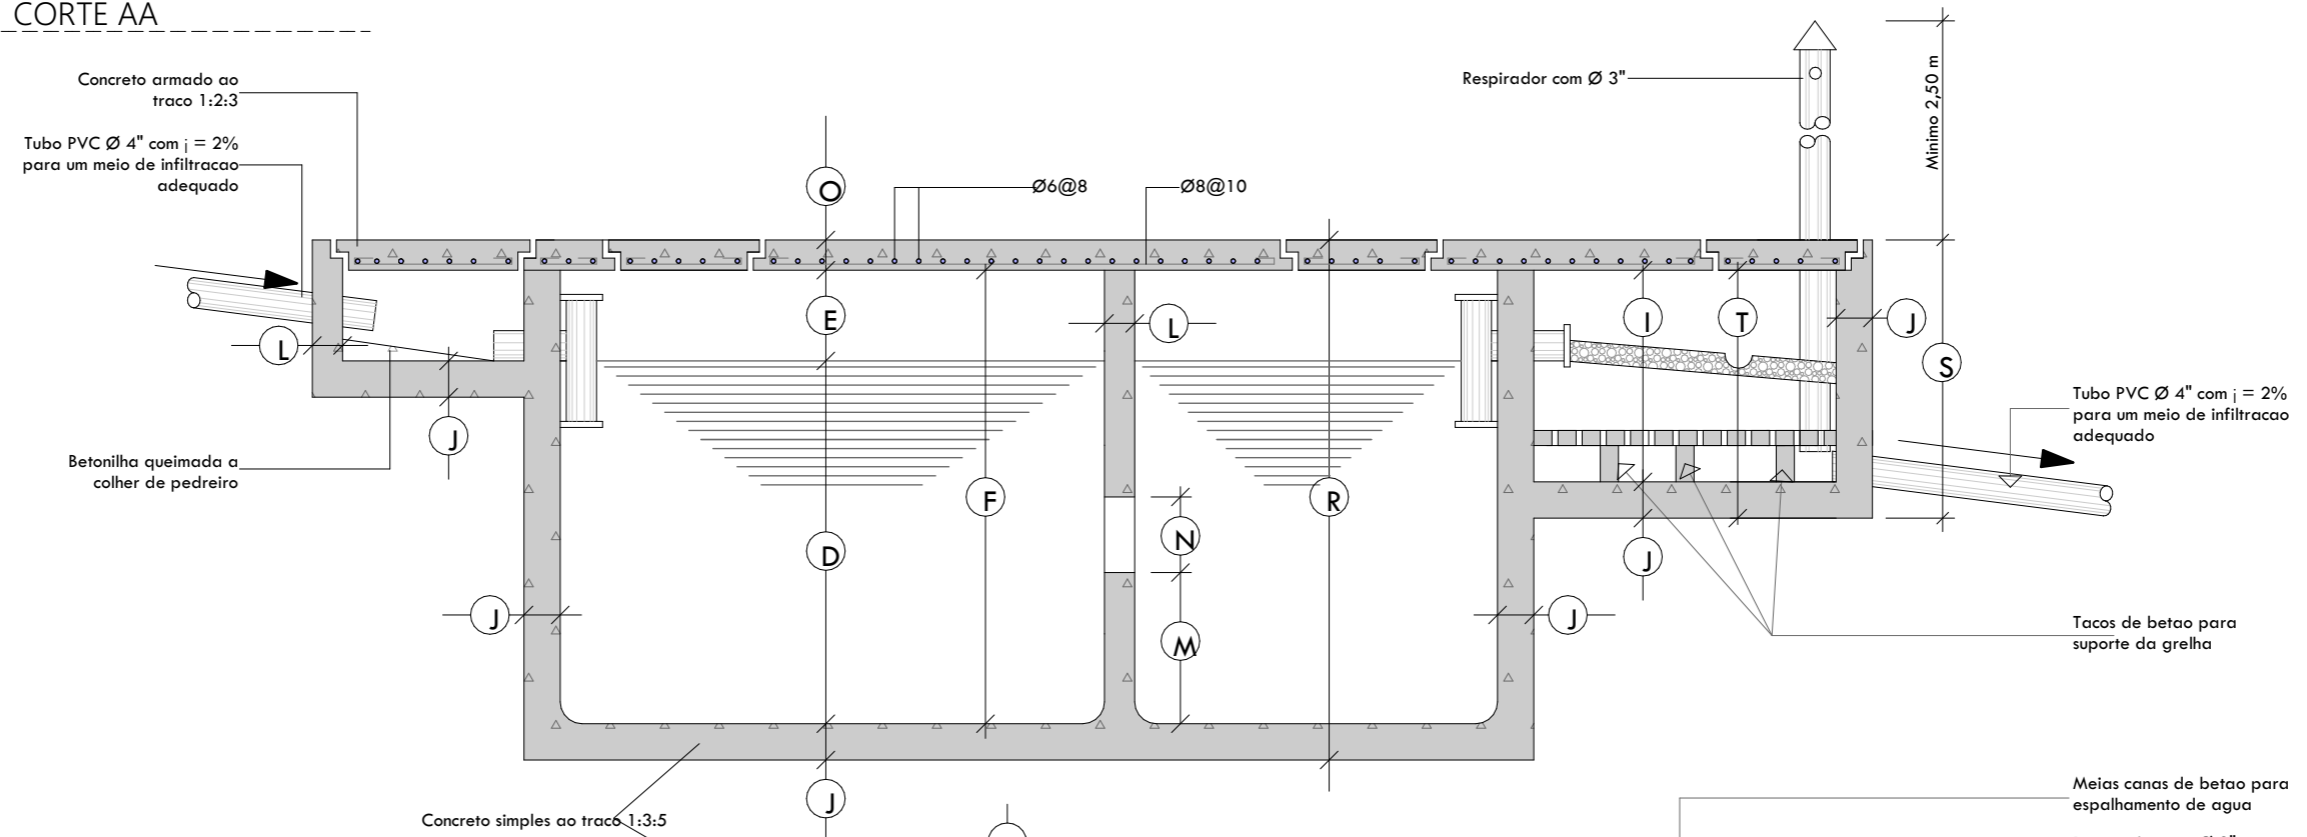 CORTE AA
Concreto armado ao
traco 1:2:3
Tubo PVC Ø 4" com j = 2%
para um meio de infiltracao
adequado
Respirador com Ø 3"
Minimo 2,50 m
O
Ø6@8
Ø8@10
L
E
L
I
T
J
S
J
Betonilha queimada a
colher de pedreiro
F
R
D
N
M
J
J
J
Tubo PVC Ø 4" com j = 2%
para um meio de infiltracao
adequado
Tacos de betao para
suporte da grelha
J
Concreto simples ao traco 1:3:5
Meias canas de betao para
espalhamento de agua